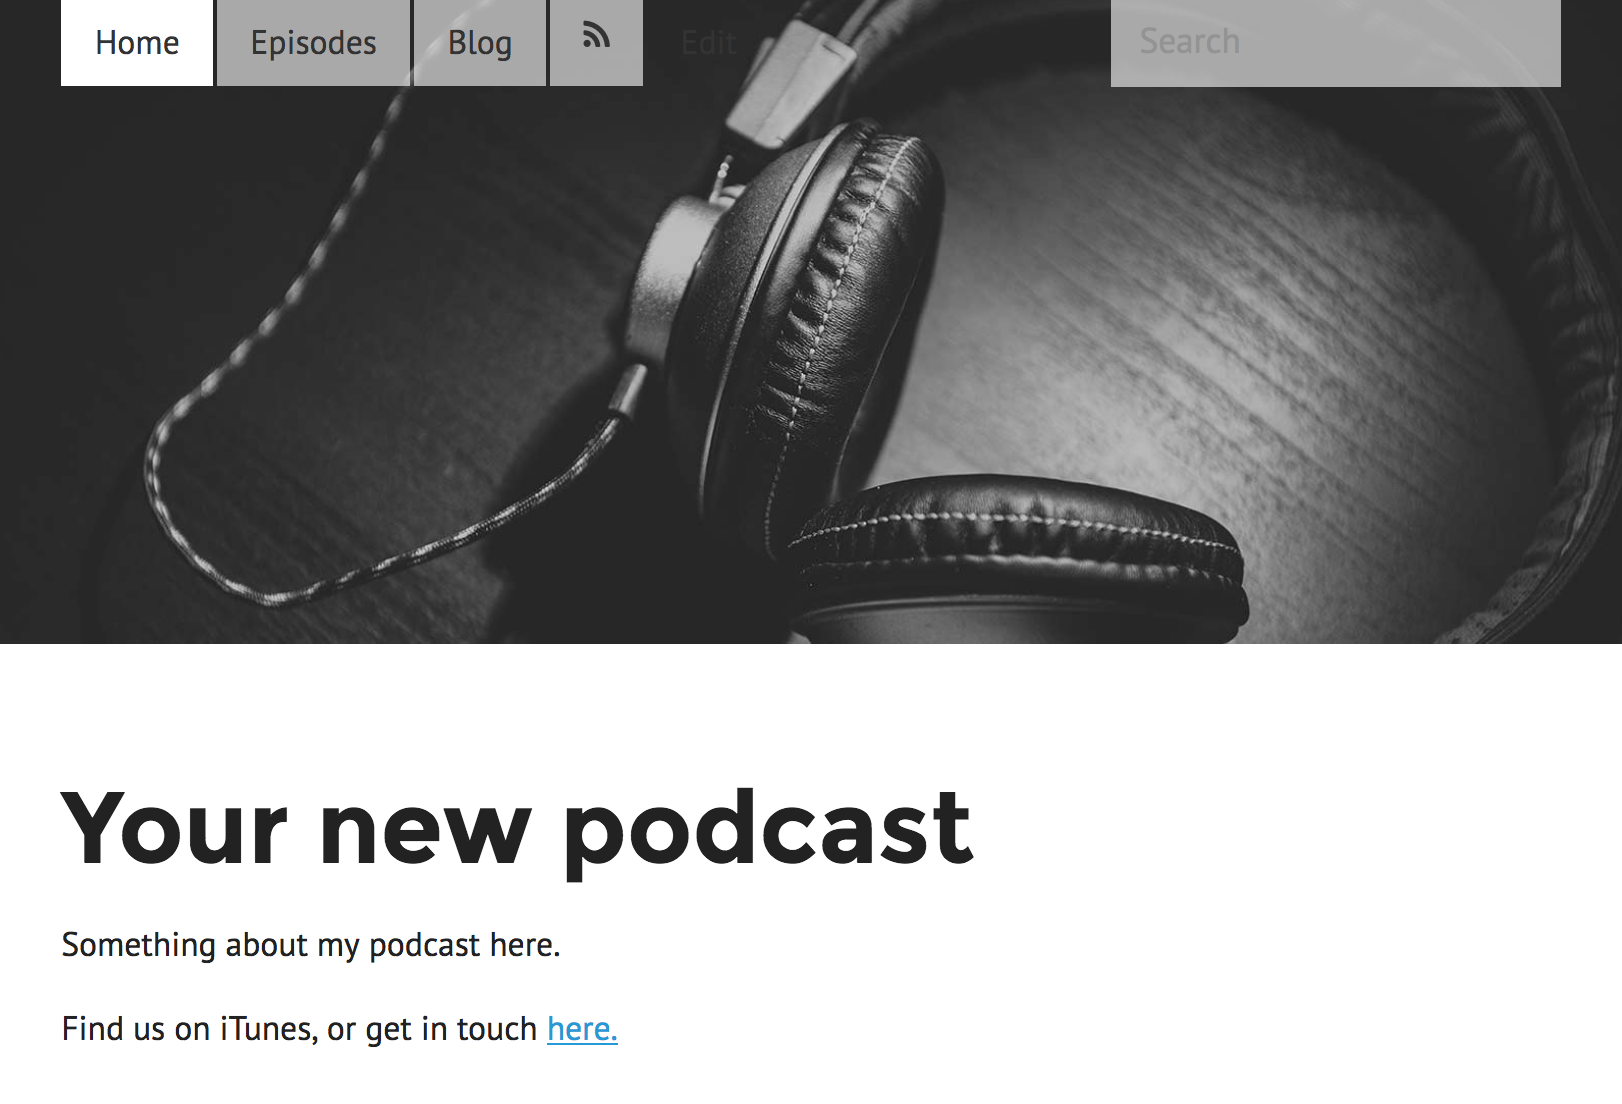 Home Episodes Blog Edit Search
Your new podcast
Something about my podcast here.
Find us on iTunes, or get in touch here.